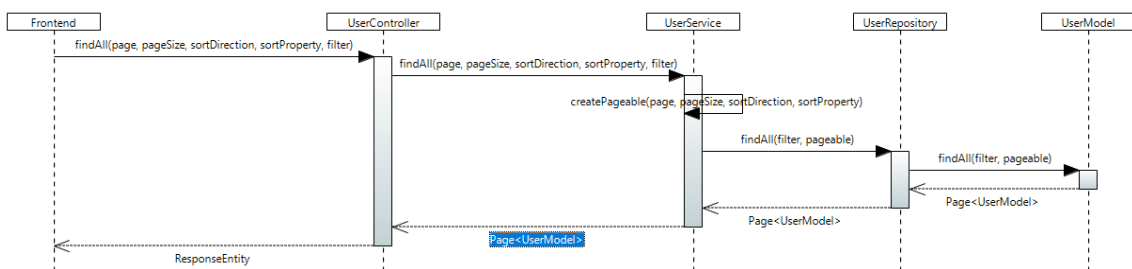 Frontend
UserController
UserService
UserRepository
UserModel
findAll(page, pageSize, sortDirection, sortProperty, filter)
findAll(page, pageSize, sortDirection, sortProperty, filter)
createPageable(page, pageSize, sortDirection, sortProperty)
findAll(filter, pageable)
findAll(filter, pageable)
Page<UserModel>
Page<UserModel>
Page<UserModel>
ResponseEntity